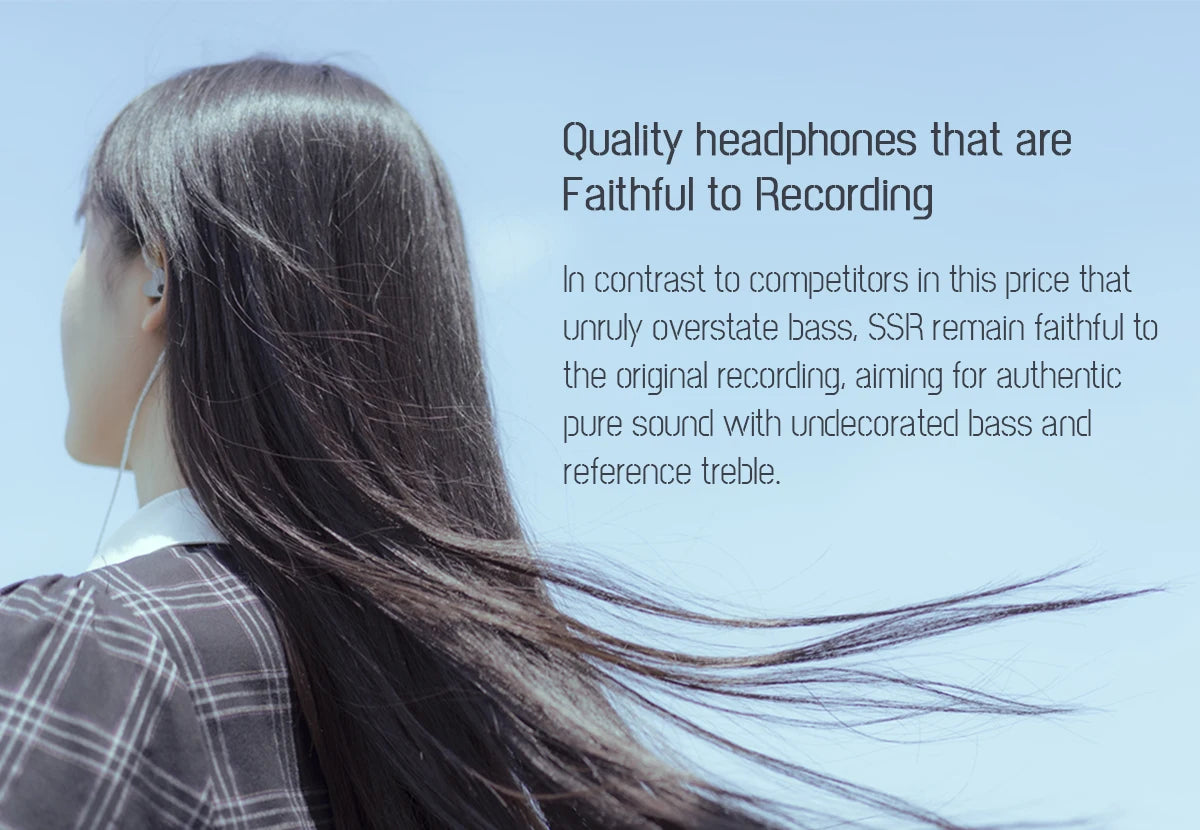 Quality headphones that are
Faithful to Recording
In contrast to competitors in this price that
unruly overstate bass, SSR remain faithful to
the original recording, aiming for authentic
pure sound with undecorated bass and
reference treble.